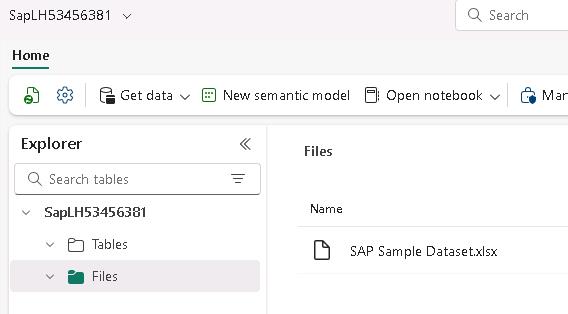 SapLH53456381
Search
Home
Get data
New semantic model
Open notebook
Explorer
Files
Search tables
Name
SapLH53456381
Tables
SAP Sample Dataset.xlsx
Files